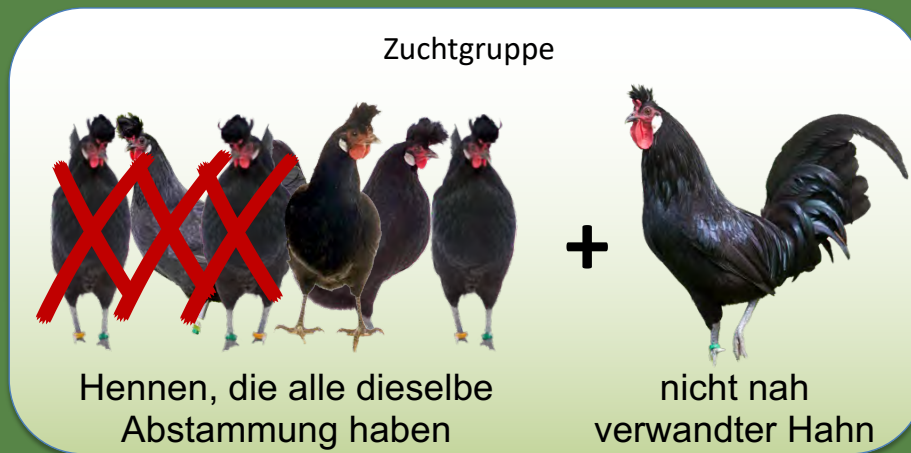 Zuchtgruppe
+
Hennen, die alle dieselbe
Abstammung haben
nicht nah
verwandter Hahn